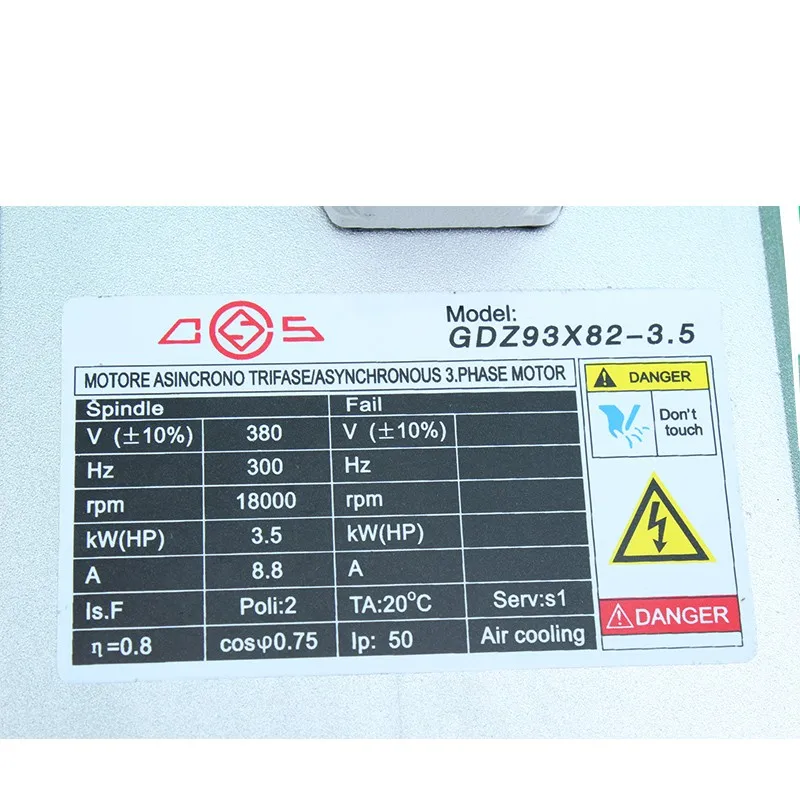 Model:
GDZ93X82-3.5
MOTORE ASINCRONO TRIFASE/ASYNCHRONOUS 3.PHASE MOTOR
Spindle Fail
V (±10%) 380 V (±10%)
Hz 300 Hz
rpm 18000 rpm
kW(HP) 3.5 kW(HP)
A 8.8 A
Is.F Poli:2 TA:20°C Serv:s1
η=0.8 cosφ0.75 Ip: 50 Air cooling
DANGER
Don't
touch
DANGER